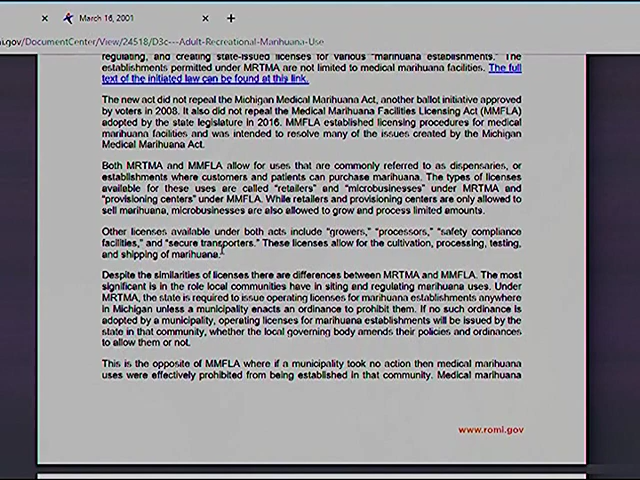 March 16, 2001
.gov/DocumentCenter/View/24518/D3c---Adult-Recreational-Marihuana-Use
regulating, and creating state-issued licenses for various "marihuana establishments." The
establishments permitted under MRTMA are not limited to medical marihuana facilities. The full
text of the initiated law can be found at this link.
The new act did not repeal the Michigan Medical Marihuana Act, another ballot initiative approved
by voters in 2008. It also did not repeal the Medical Marihuana Facilities Licensing Act (MMFLA)
adopted by the state legislature in 2016. MMFLA established licensing procedures for medical
marihuana facilities and was intended to resolve many of the issues created by the Michigan
Medical Marihuana Act.
Both MRTMA and MMFLA allow for uses that are commonly referred to as dispensaries, or
establishments where customers and patients can purchase marihuana. The types of licenses
available for these uses are called "retailers" and "microbusinesses" under MRTMA and
"provisioning centers" under MMFLA. While retailers and provisioning centers are only allowed to
sell marihuana, microbusinesses are also allowed to grow and process limited amounts.
Other licenses available under both acts include "growers," "processors," "safety compliance
facilities," and "secure transporters." These licenses allow for the cultivation, processing, testing,
and shipping of marihuana.
Despite the similarities of licenses there are differences between MRTMA and MMFLA. The most
significant is in the role local communities have in siting and regulating marihuana uses. Under
MRTMA, the state is required to issue operating licenses for marihuana establishments anywhere
in Michigan unless a municipality enacts an ordinance to prohibit them. If no such ordinance is
adopted by a municipality, operating licenses for marihuana establishments will be issued by the
state in that community, whether the local governing body amends their policies and ordinances
to allow them or not.
This is the opposite of MMFLA where if a municipality took no action then medical marihuana
uses were effectively prohibited from being established in that community. Medical marihuana
www.romi.gov